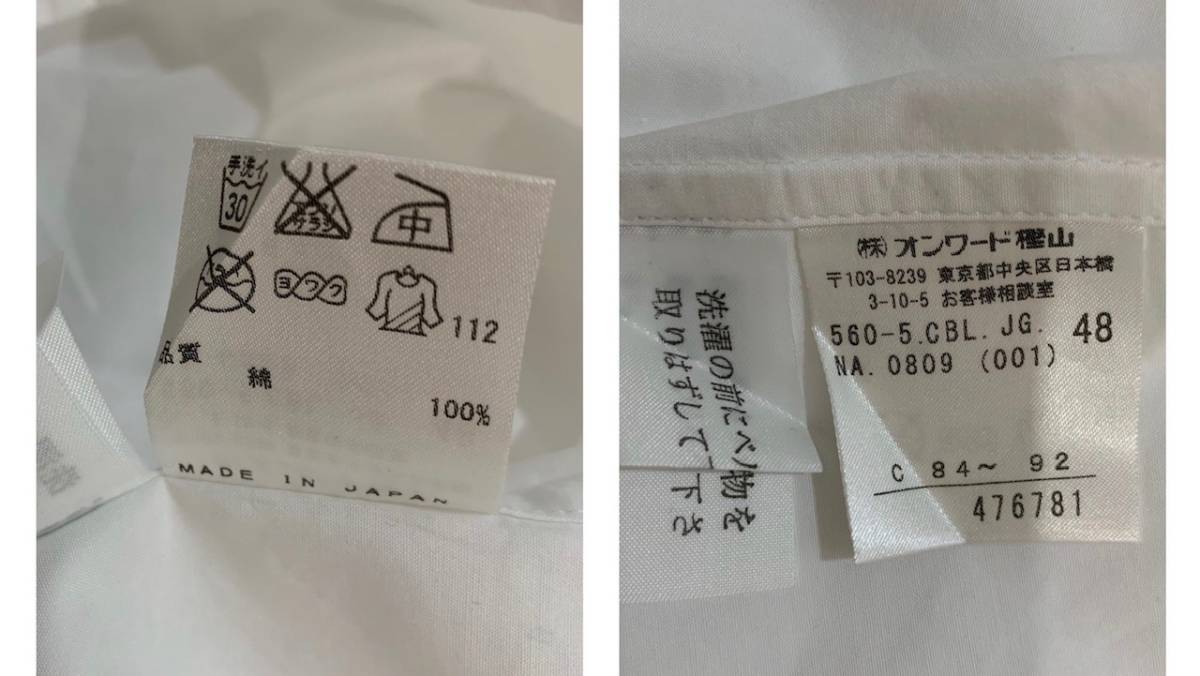 手洗イ
30
中
ヨワク
112
品質
綿
100%
MADE IN JAPAN
㈱オンワード樫山
〒103-8239 東京都中央区日本橋
3-10-5 お客様相談室
560-5.CBL.JG. 48
NA.0809 (001)
C 84~ 92
476781
洗濯の前にベルト物を
取りはずして下さ